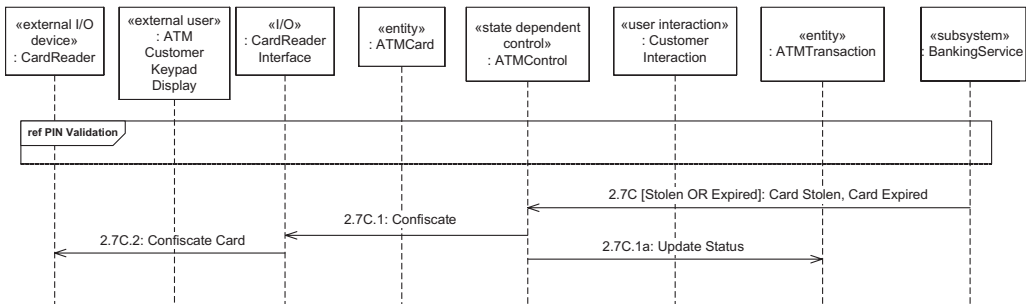 «external I/O
device»
: CardReader
«external user»
: ATM
Customer
Keypad
Display
«I/O»
: CardReader
Interface
«entity»
: ATMCard
«state dependent
control»
: ATMControl
«user interaction»
: Customer
Interaction
«entity»
: ATMTransaction
«subsystem»
: BankingService
ref PIN Validation
2.7C [Stolen OR Expired]: Card Stolen, Card Expired
2.7C.1: Confiscate
2.7C.2: Confiscate Card
2.7C.1a: Update Status